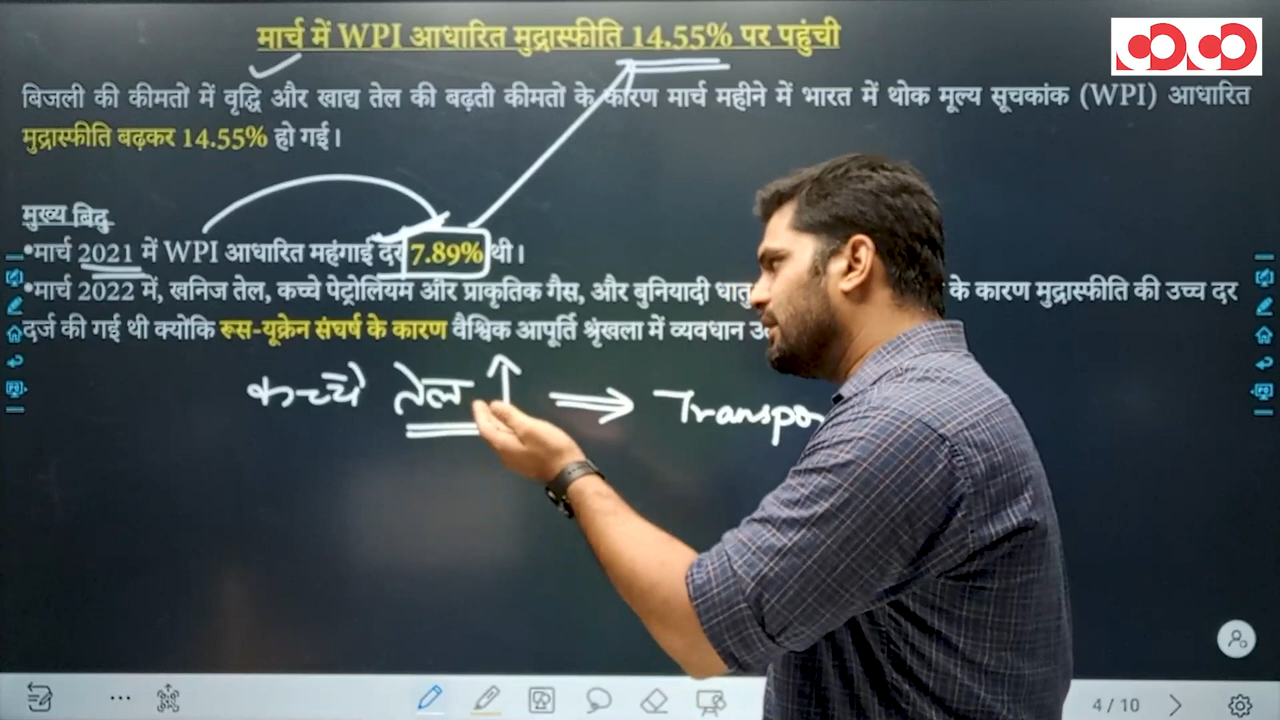 मार्च में WPI आधारित मुद्रास्फीति 14.55% पर पहुंची
बिजली की कीमतों में वृद्धि और खाद्य तेल की बढ़ती कीमतों के कारण मार्च महीने में भारत में थोक मूल्य सूचकांक (WPI) आधारित
मुद्रास्फीति बढ़कर 14.55% हो गई।
मुख्य बिंदु
•मार्च 2021 में WPI आधारित महंगाई दर 7.89% थी।
•मार्च 2022 में, खनिज तेल, कच्चे पेट्रोलियम और प्राकृतिक गैस, और बुनियादी के कारण मुद्रास्फीति की उच्च दर
दर्ज की गई थी क्योंकि रूस-यूक्रेन संघर्ष के कारण वैश्विक आपूर्ति श्रृंखला में व्यवधान
कच्चे तेल ↑ ⇒ Transpo
4 / 10